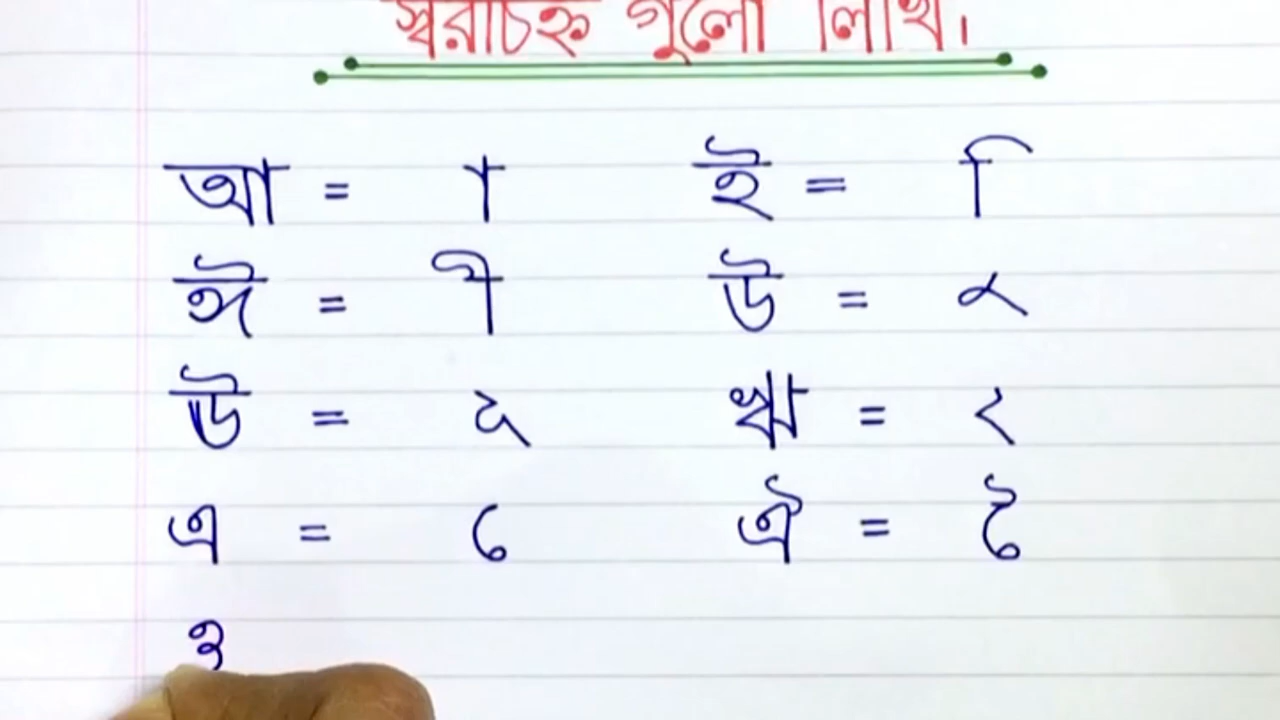 স্বরচিহ্ন গুলো লিখি।
আ = া ই = ি
ঈ = ী উ = ু
ঊ = ূ ঋ = ৃ
এ = ে ঐ = ৈ
ও